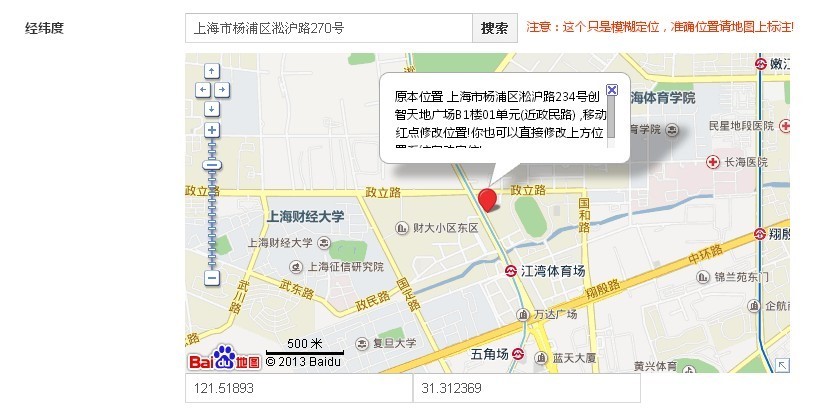 经纬度
上海市杨浦区淞沪路270号
搜索
注意：这个只是模糊定位，准确位置请地图上标注!
嫩江
原本位置 上海市杨浦区淞沪路234号创
智天地广场B1楼01单元(近政民路) ,移动
红点修改位置!你也可以直接修改上方位
海体育学院
育学院
民星地段医院
长海医院
政立路
政立路
政立路
上海财经大学
财大小区东区
国和路
翔殷
上海财经大学
上海征信研究院
江湾体育场
中环路
锦兰苑东门
武川路
武东路
政民路
国定路
翔殷路
企航
万达广场
复旦大学
五角场
蓝天大厦
黄兴体育
500 米
Baidu地图
© 2013 Baidu
121.51893
31.312369